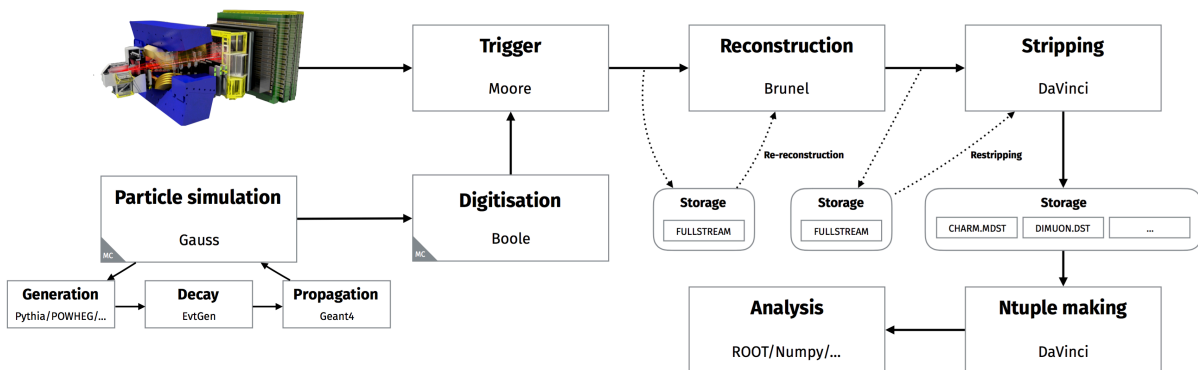 Trigger
Moore
Reconstruction
Brunel
Stripping
DaVinci
Re-reconstruction
Restripping
Particle simulation
Gauss
MC
Digitisation
Boole
MC
Storage
FULLSTREAM
Storage
FULLSTREAM
Storage
CHARM.MDST
DIMUON.DST
...
Generation
Pythia/POWHEG/...
Decay
EvtGen
Propagation
Geant4
Analysis
ROOT/Numpy/...
Ntuple making
DaVinci